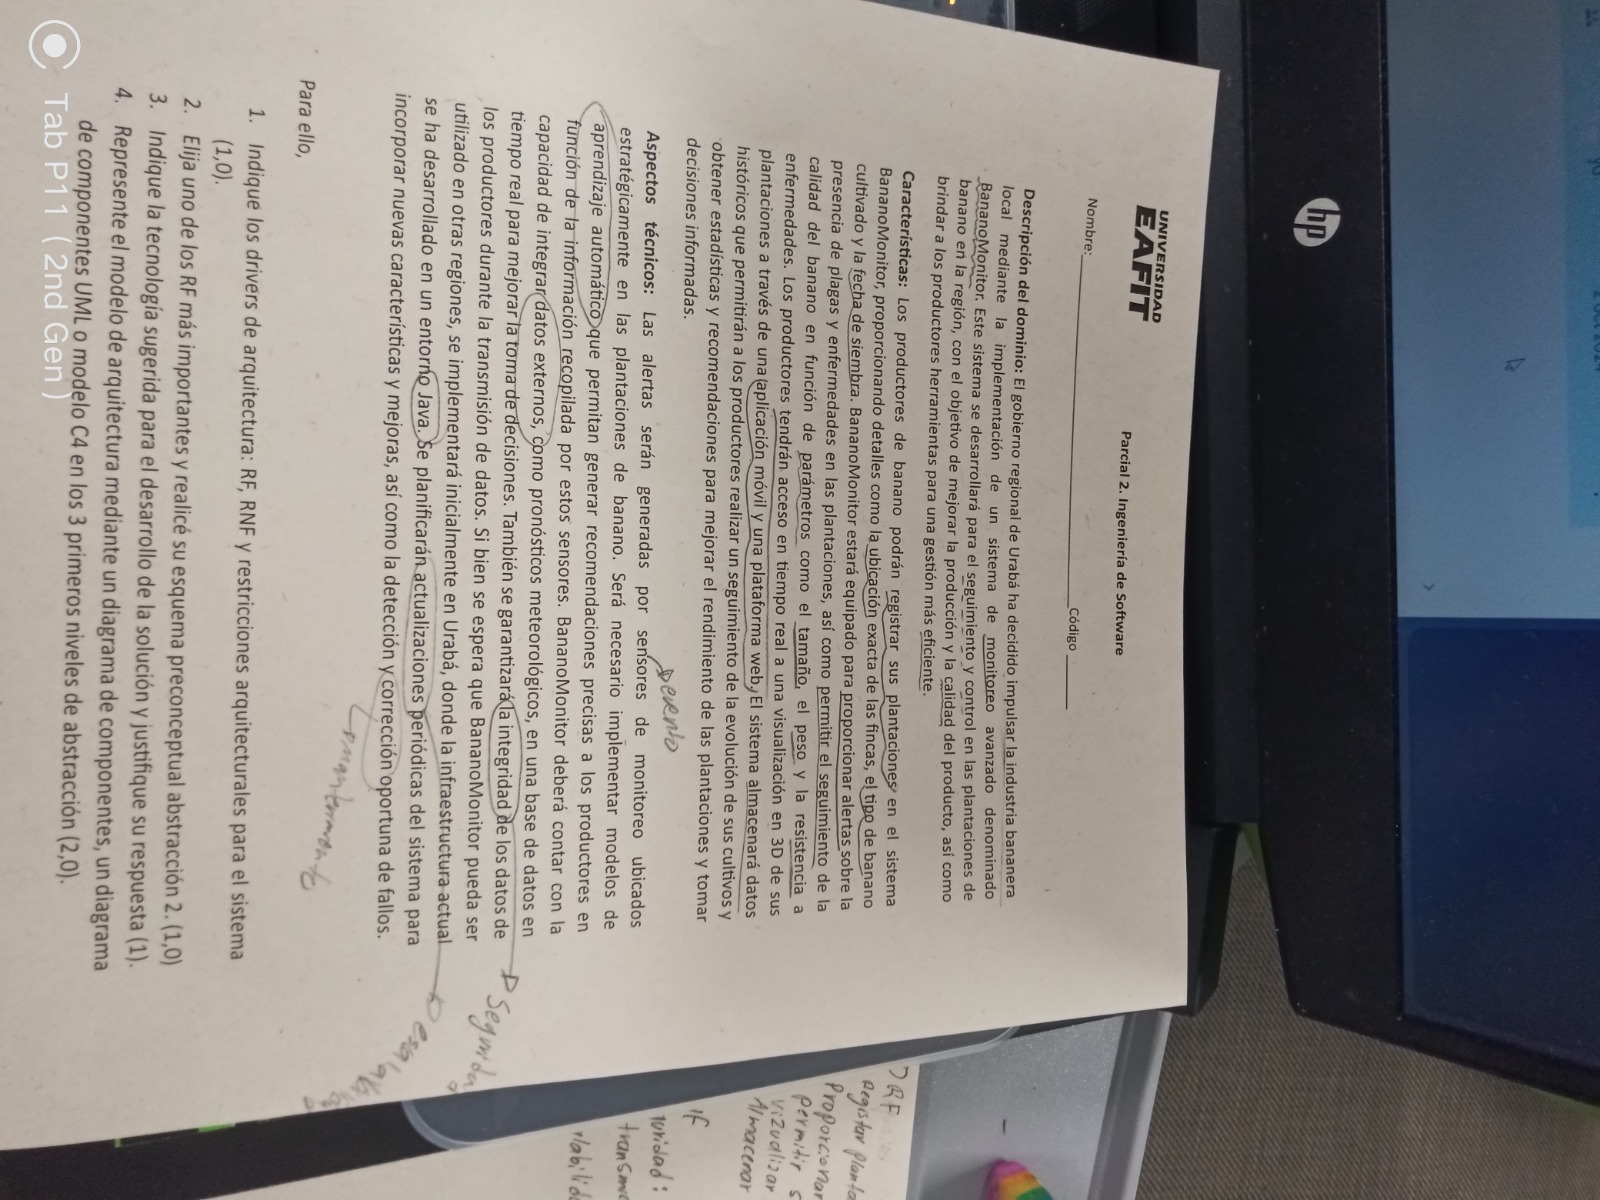 yo
2 oct 2024
hp
UNIVERSIDAD
EAFIT
Parcial 2. Ingeniería de Software
Nombre:______ Código ______
Descripción del dominio: El gobierno regional de Urabá ha decidido impulsar la industria bananera
local mediante la implementación de un sistema de monitoreo avanzado denominado
BananoMonitor. Este sistema se desarrollará para el seguimiento y control en las plantaciones de
banano en la región, con el objetivo de mejorar la producción y la calidad del producto, así como
brindar a los productores herramientas para una gestión más eficiente.
Características: Los productores de banano podrán registrar sus plantaciones en el sistema
BananoMonitor, proporcionando detalles como la ubicación exacta de las fincas, el tipo de banano
cultivado y la fecha de siembra. BananoMonitor estará equipado para proporcionar alertas sobre la
presencia de plagas y enfermedades en las plantaciones, así como permitir el seguimiento de la
calidad del banano en función de parámetros como el tamaño, el peso y la resistencia a
enfermedades. Los productores tendrán acceso en tiempo real a una visualización en 3D de sus
plantaciones a través de una aplicación móvil y una plataforma web. El sistema almacenará datos
históricos que permitirán a los productores realizar un seguimiento de la evolución de sus cultivos y
obtener estadísticas y recomendaciones para mejorar el rendimiento de las plantaciones y tomar
decisiones informadas.
evento
Aspectos técnicos: Las alertas serán generadas por sensores de monitoreo ubicados
estratégicamente en las plantaciones de banano. Será necesario implementar modelos de
aprendizaje automático que permitan generar recomendaciones precisas a los productores en
función de la información recopilada por estos sensores. BananoMonitor deberá contar con la
capacidad de integrar datos externos, como pronósticos meteorológicos, en una base de datos en
tiempo real para mejorar la toma de decisiones. También se garantizará la integridad de los datos de
los productores durante la transmisión de datos. Si bien se espera que BananoMonitor pueda ser
utilizado en otras regiones, se implementará inicialmente en Urabá, donde la infraestructura actual
se ha desarrollado en un entorno Java. Se planificarán actualizaciones periódicas del sistema para
incorporar nuevas características y mejoras, así como la detección y corrección oportuna de fallos.
Seguridad
escalabilidad
mantenimiento
Para ello,
1. Indique los drivers de arquitectura: RF, RNF y restricciones arquitecturales para el sistema
(1,0).
2. Elija uno de los RF más importantes y realicé su esquema preconceptual abstracción 2. (1,0)
3. Indique la tecnología sugerida para el desarrollo de la solución y justifique su respuesta (1).
4. Represente el modelo de arquitectura mediante un diagrama de componentes, un diagrama
de componentes UML o modelo C4 en los 3 primeros niveles de abstracción (2,0).
RF
Registar planta
Proporcionar
permitir s
vizualizar
Almacenar
uridad:
transmi
Tab P11 (2nd Gen)